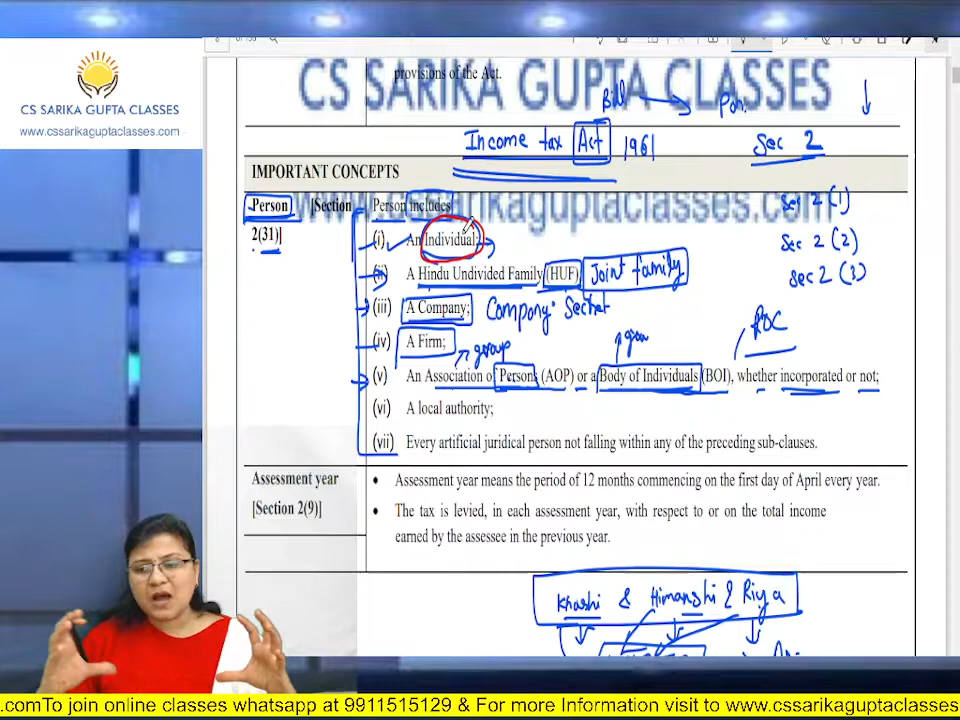 CS SARIKA GUPTA CLASSES
www.cssarikaguptaclasses.com
provisions of the Act.
CS SARIKA GUPTA CLASSES
Bill
Income tax Act 1961
Sec 2
IMPORTANT CONCEPTS
www.cssarikaguptaclasses.com
Person [Section 2(31)]
Person includes
Sec 2 (1)
(i) An Individual;
Sec 2 (2)
(ii) A Hindu Undivided Family (HUF) Joint family
Sec 2 (3)
(iii) A Company; Company
ROC
(iv) A Firm;
group
(v) An Association of Persons (AOP) or a Body of Individuals (BOI), whether incorporated or not;
(vi) A local authority;
(vii) Every artificial juridical person not falling within any of the preceding sub-clauses.
Assessment year
[Section 2(9)]
• Assessment year means the period of 12 months commencing on the first day of April every year.
• The tax is levied, in each assessment year, with respect to or on the total income
earned by the assessee in the previous year.
Khashi & Himanshi & Riya
.comTo join online classes whatsapp at 9911515129 & For more Information visit to www.cssarikaguptaclasses